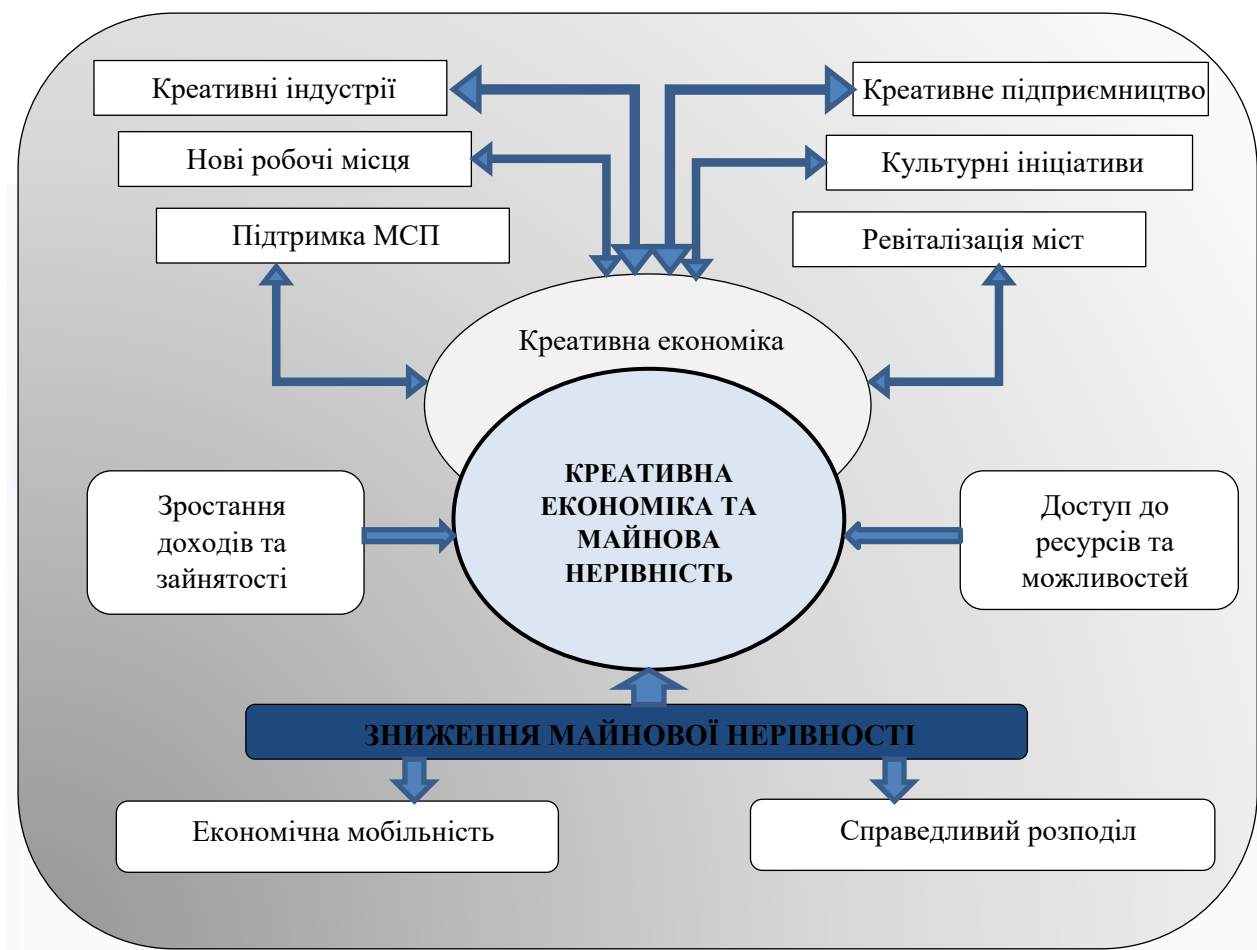 Креативні індустрії
Креативне підприємництво
Нові робочі місця
Культурні ініціативи
Підтримка МСП
Ревіталізація міст
Креативна економіка
КРЕАТИВНА
ЕКОНОМІКА ТА
МАЙНОВА
НЕРІВНІСТЬ
Зростання
доходів та
зайнятості
Доступ до
ресурсів та
можливостей
ЗНИЖЕННЯ МАЙНОВОЇ НЕРІВНОСТІ
Економічна мобільність
Справедливий розподіл